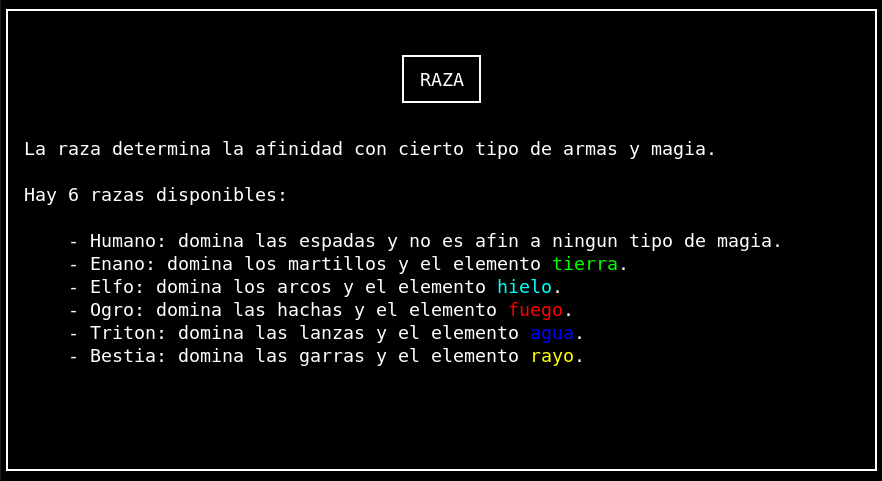 RAZA
La raza determina la afinidad con cierto tipo de armas y magia.
Hay 6 razas disponibles:
- Humano: domina las espadas y no es afin a ningun tipo de magia.
- Enano: domina los martillos y el elemento tierra.
- Elfo: domina los arcos y el elemento hielo.
- Ogro: domina las hachas y el elemento fuego.
- Triton: domina las lanzas y el elemento agua.
- Bestia: domina las garras y el elemento rayo.